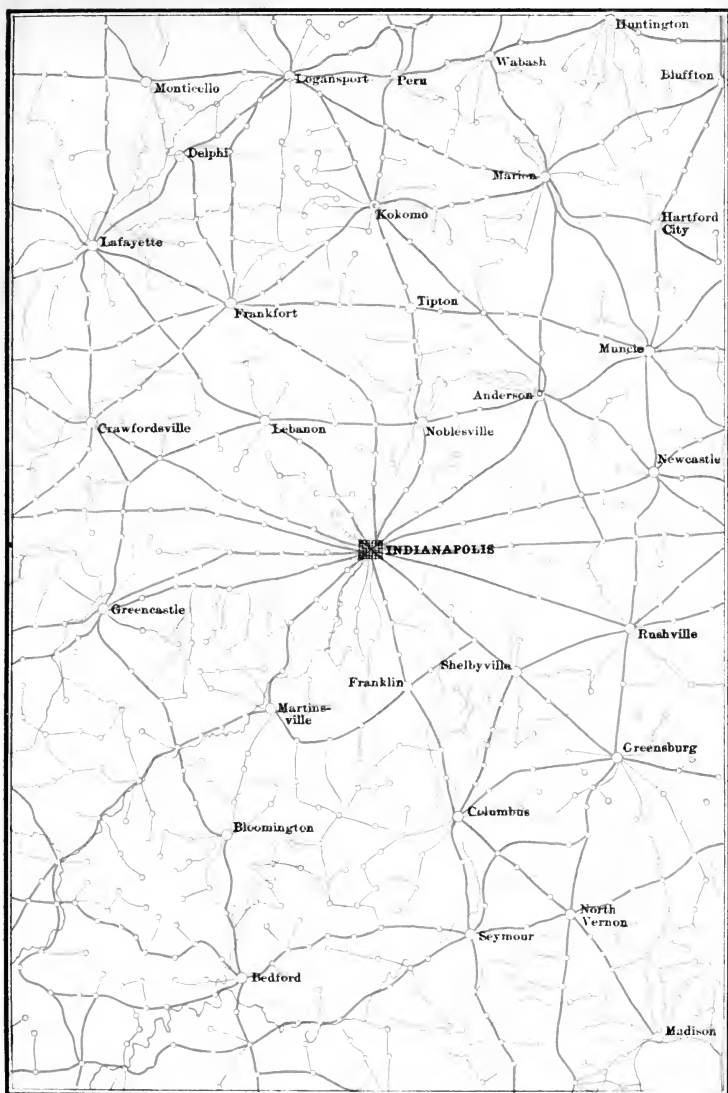 Huntington
Wabash
Bluffton
Monticello
Logansport
Peru
Delphi
Marion
Kokomo
Hartford
City
Lafayette
Frankfort
Tipton
Muncie
Anderson
Crawfordsville
Lebanon
Noblesville
Newcastle
INDIANAPOLIS
Greencastle
Rushville
Shelbyville
Franklin
Martins-
ville
Greensburg
Columbus
Bloomington
North
Vernon
Seymour
Bedford
Madison